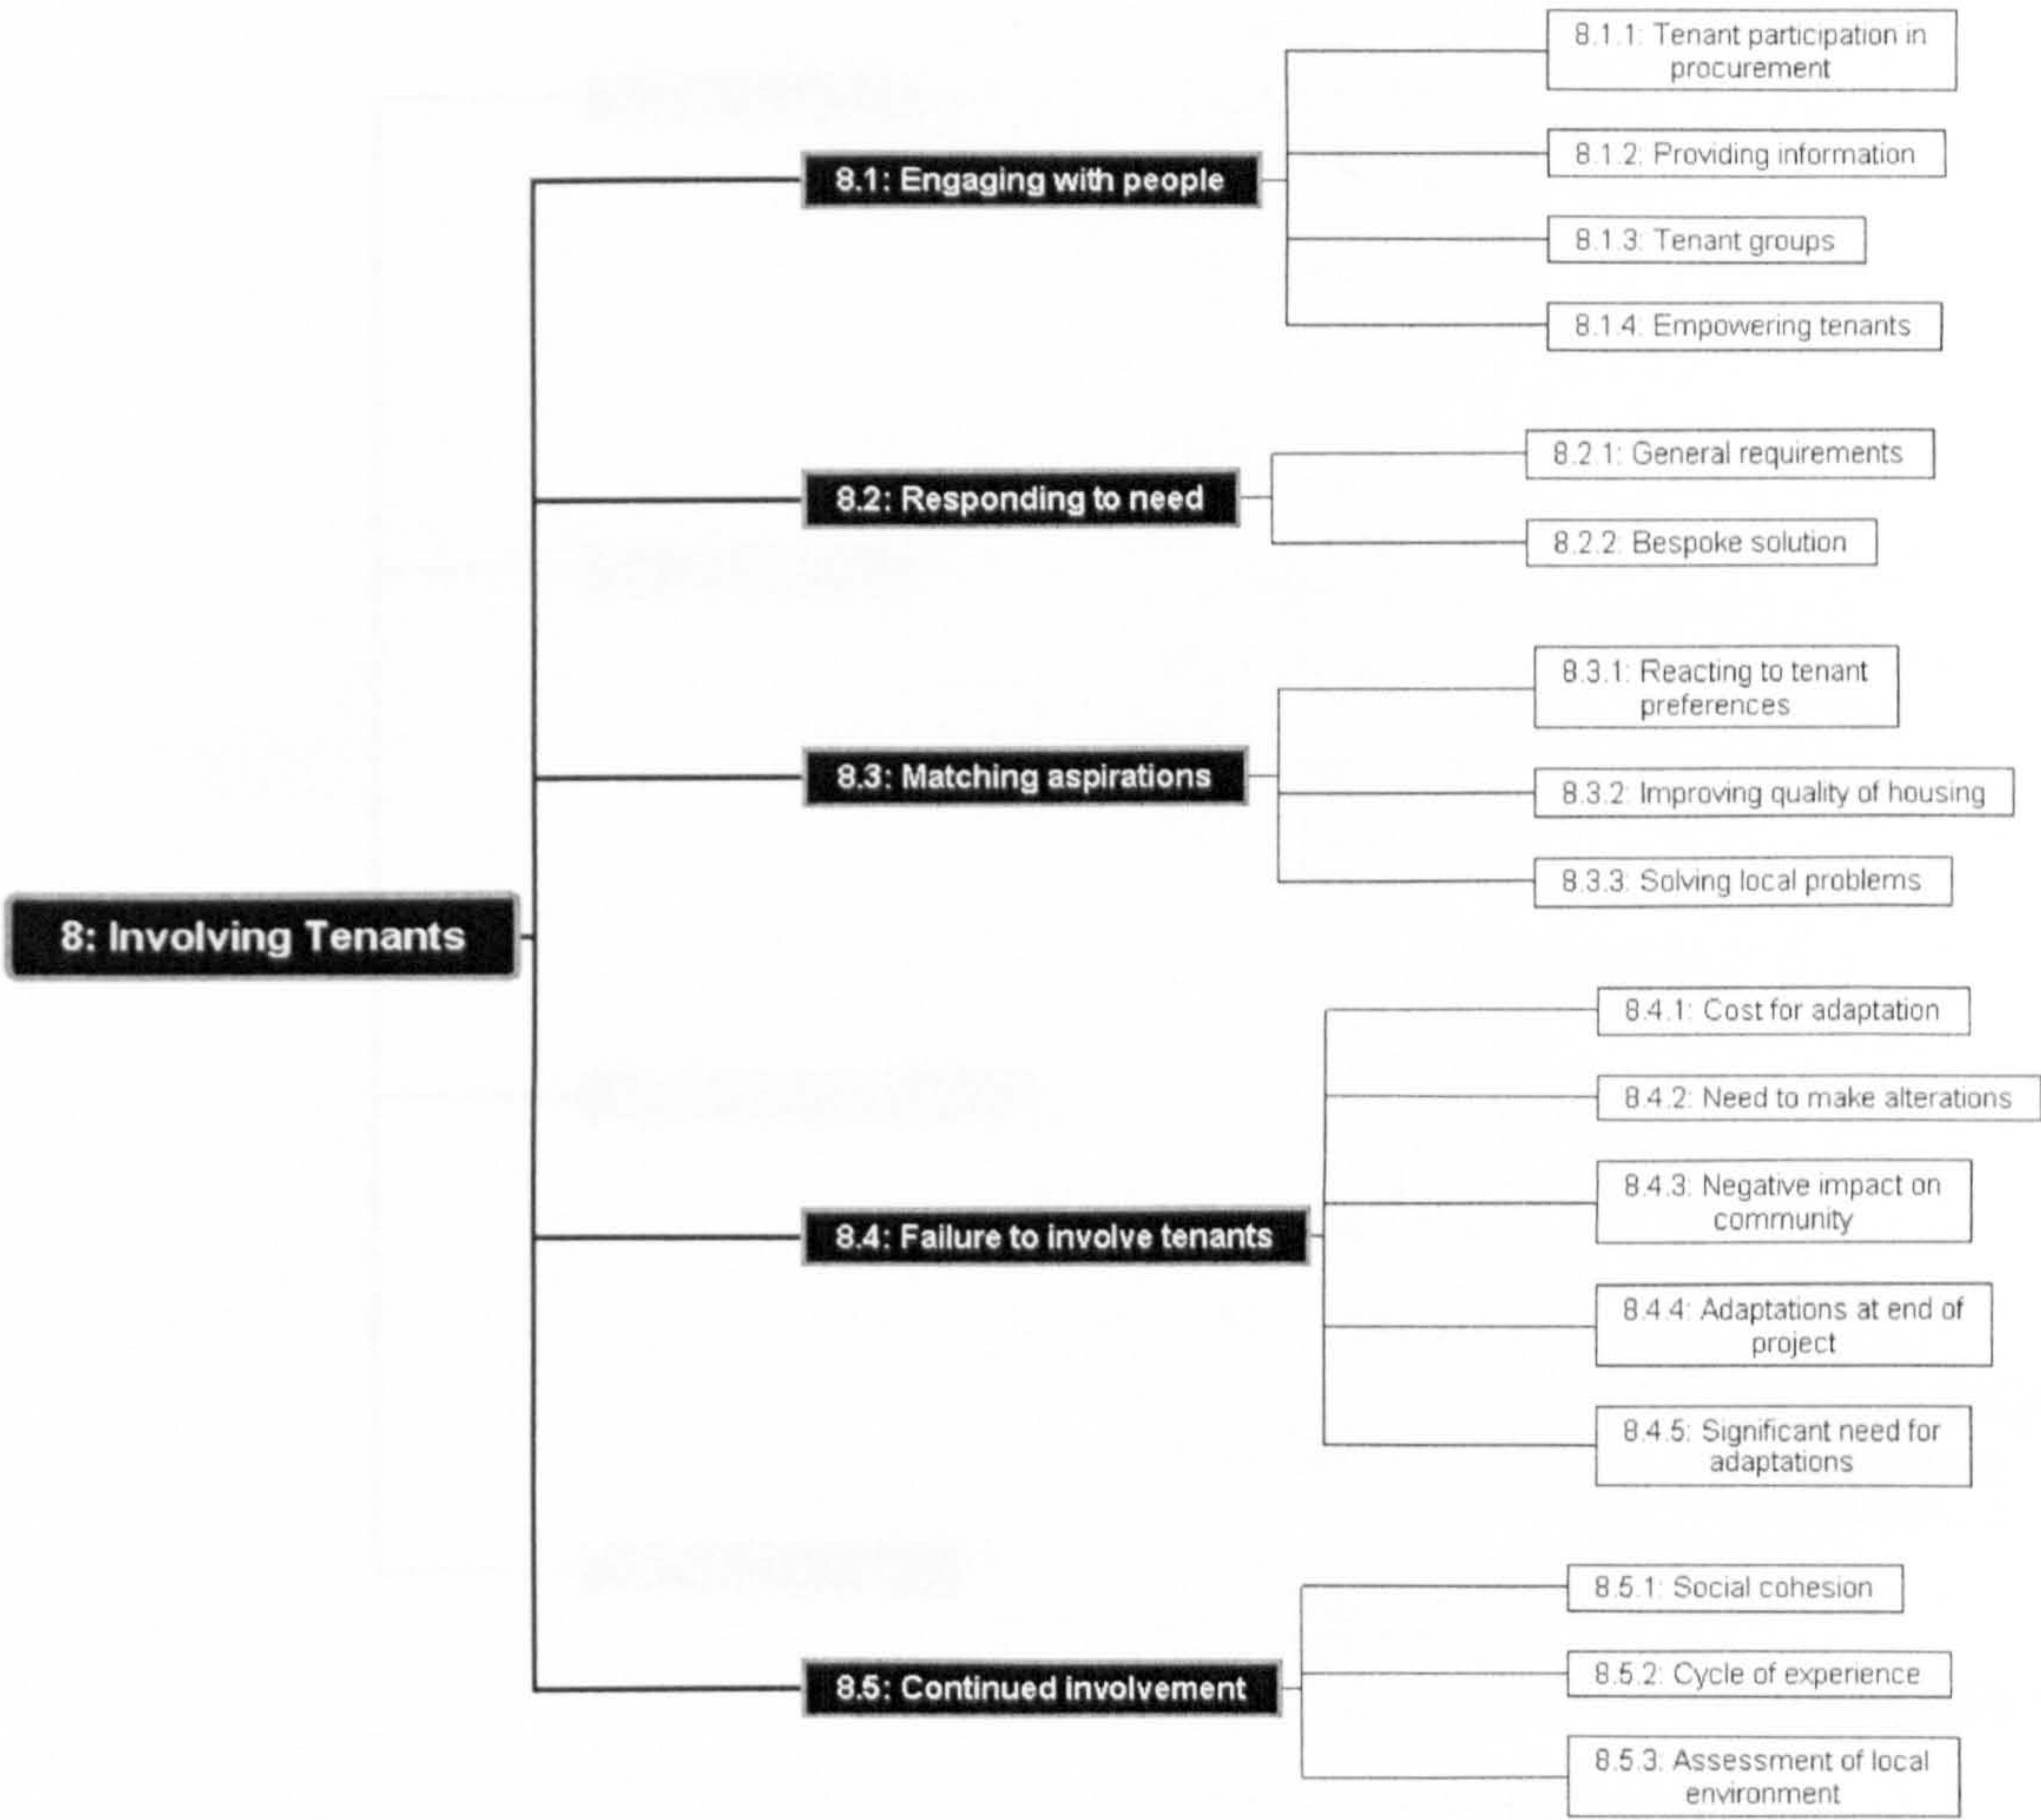 8: Involving Tenants
8.1: Engaging with people
8.1.1: Tenant participation in
procurement
8.1.2: Providing information
8.1.3: Tenant groups
8.1.4: Empowering tenants
8.2: Responding to need
8.2.1: General requirements
8.2.2: Bespoke solution
8.3: Matching aspirations
8.3.1: Reacting to tenant
preferences
8.3.2: Improving quality of housing
8.3.3: Solving local problems
8.4: Failure to involve tenants
8.4.1: Cost for adaptation
8.4.2: Need to make alterations
8.4.3: Negative impact on
community
8.4.4: Adaptations at end of
project
8.4.5: Significant need for
adaptations
8.5: Continued involvement
8.5.1: Social cohesion
8.5.2: Cycle of experience
8.5.3: Assessment of local
environment